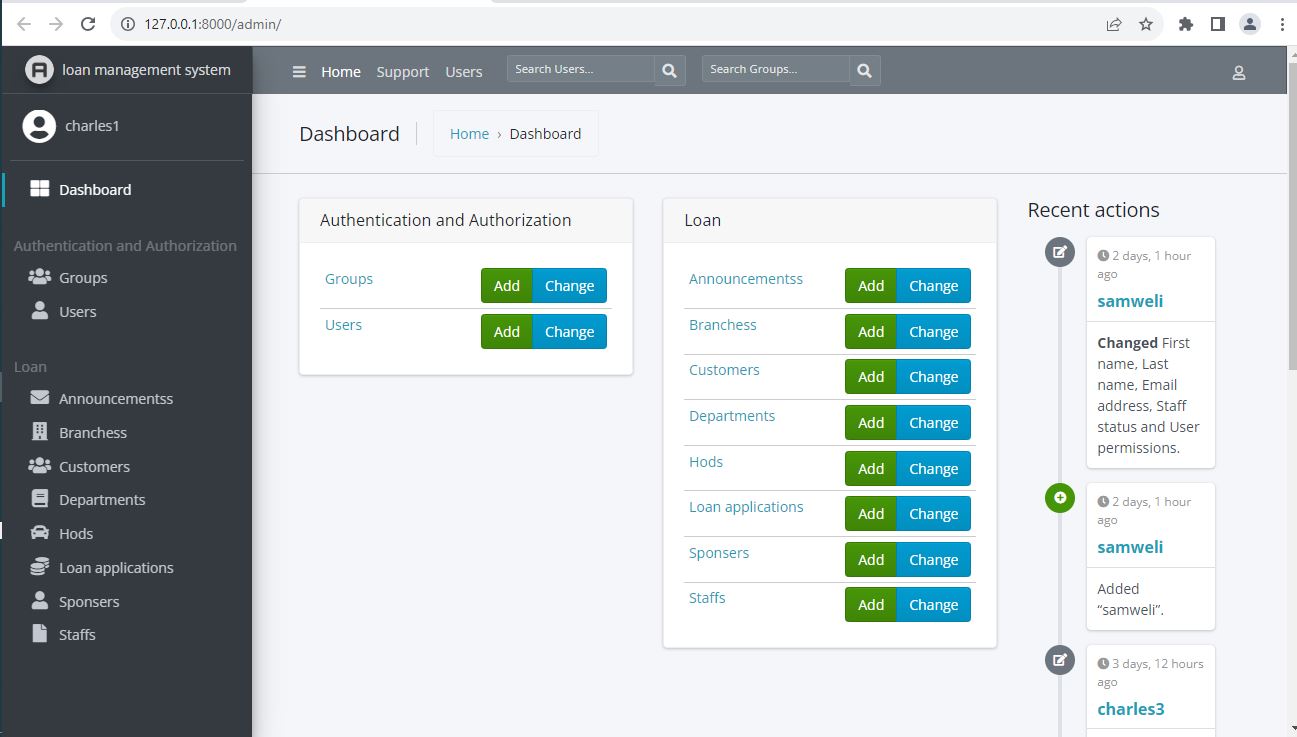 127.0.0.1:8000/admin/
loan management system
Home Support Users Search Users... Search Groups...
charles1
Dashboard
Authentication and Authorization
Groups
Users
Loan
Announcementss
Branchess
Customers
Departments
Hods
Loan applications
Sponsers
Staffs
Dashboard
Home › Dashboard
Authentication and Authorization
Groups Add Change
Users Add Change
Loan
Announcementss Add Change
Branchess Add Change
Customers Add Change
Departments Add Change
Hods Add Change
Loan applications Add Change
Sponsers Add Change
Staffs Add Change
Recent actions
2 days, 1 hour
ago
samweli
Changed First
name, Last
name, Email
address, Staff
status and User
permissions.
2 days, 1 hour
ago
samweli
Added
“samweli”.
3 days, 12 hours
ago
charles3